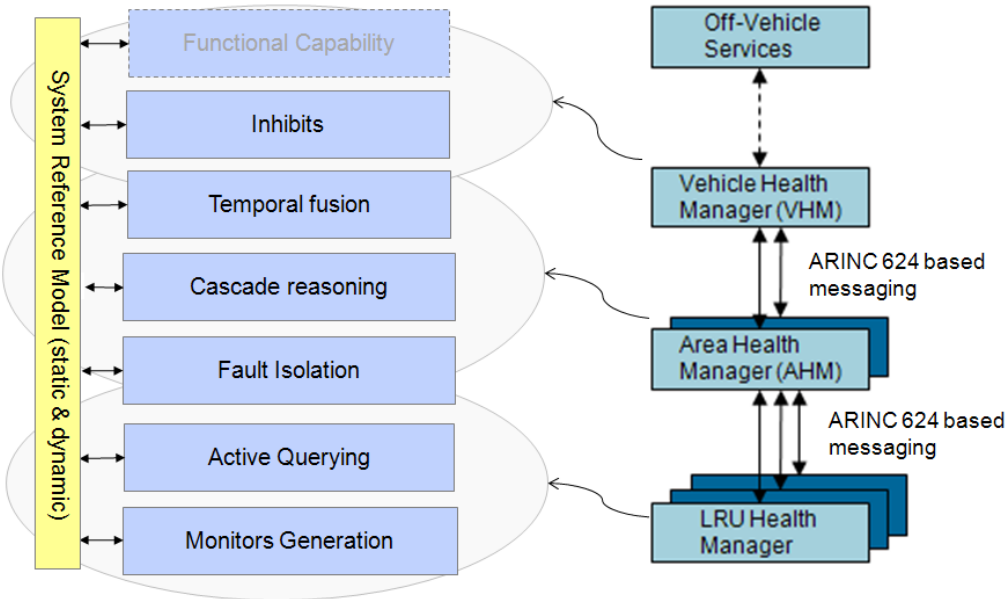 System Reference Model (static & dynamic)
Functional Capability
Inhibits
Temporal fusion
Cascade reasoning
Fault Isolation
Active Querying
Monitors Generation
Off-Vehicle
Services
Vehicle Health
Manager (VHM)
ARINC 624 based
messaging
Area Health
Manager (AHM)
ARINC 624 based
messaging
LRU Health
Manager